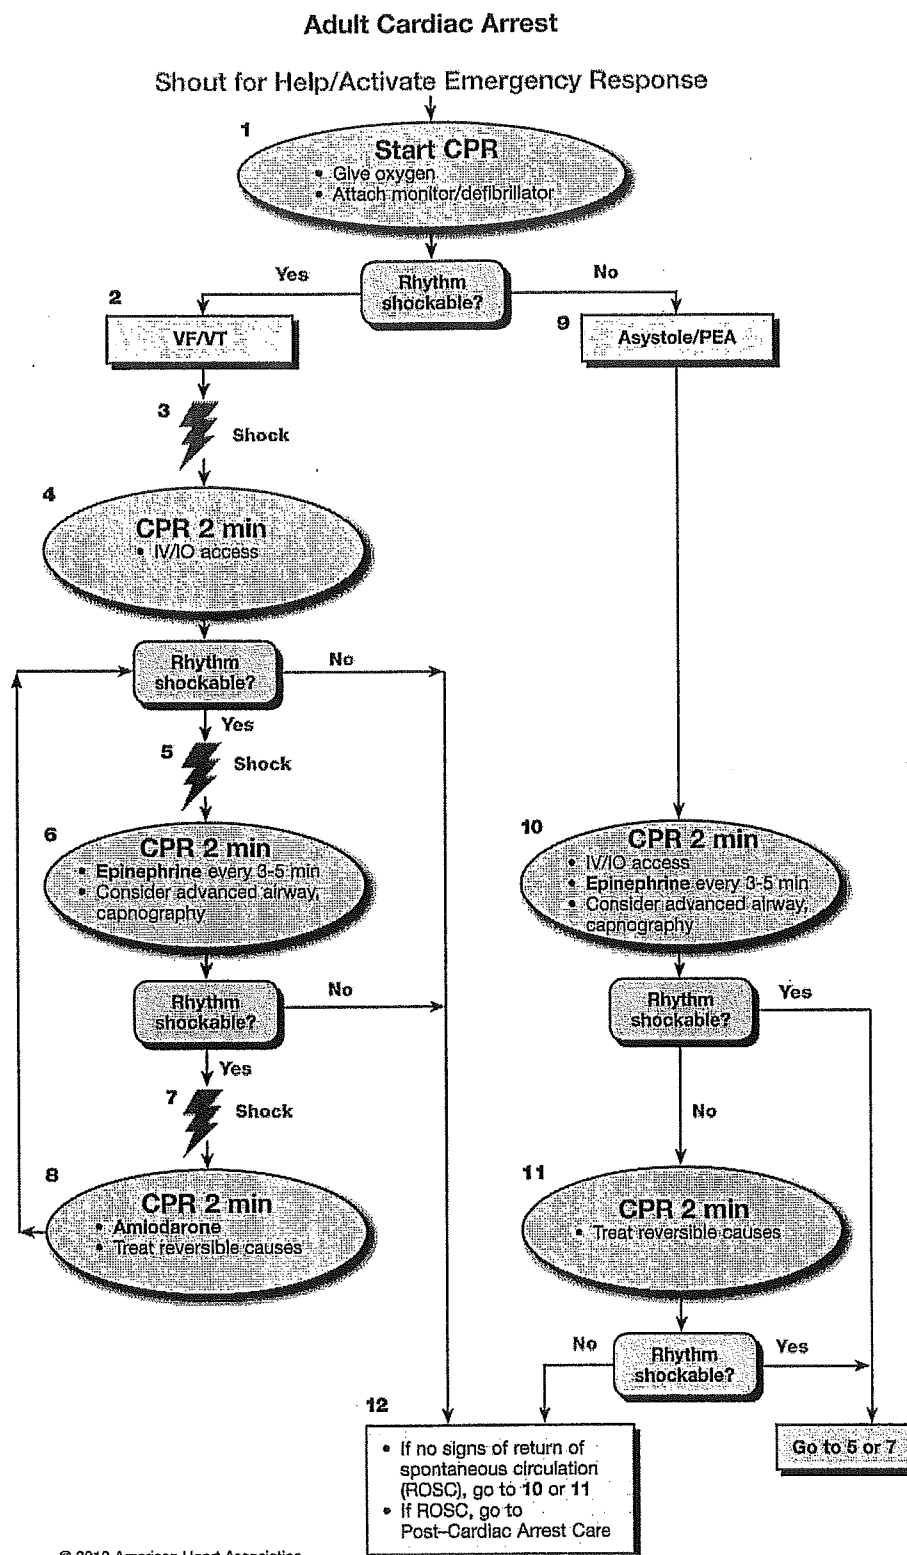 Adult Cardiac Arrest
Shout for Help/Activate Emergency Response
1
Start CPR
• Give oxygen
• Attach monitor/defibrillator
Rhythm
shockable?
Yes
No
2
VF/VT
9
Asystole/PEA
3
Shock
4
CPR 2 min
• IV/IO access
Rhythm
shockable?
No
Yes
5
Shock
6
CPR 2 min
• Epinephrine every 3-5 min
• Consider advanced airway,
capnography
10
CPR 2 min
• IV/IO access
• Epinephrine every 3-5 min
• Consider advanced airway,
capnography
Rhythm
shockable?
No
Yes
Rhythm
shockable?
Yes
No
7
Shock
8
CPR 2 min
• Amiodarone
• Treat reversible causes
11
CPR 2 min
• Treat reversible causes
Rhythm
shockable?
No
Yes
12
• If no signs of return of
spontaneous circulation
(ROSC), go to 10 or 11
• If ROSC, go to
Post–Cardiac Arrest Care
Go to 5 or 7
American Heart Association